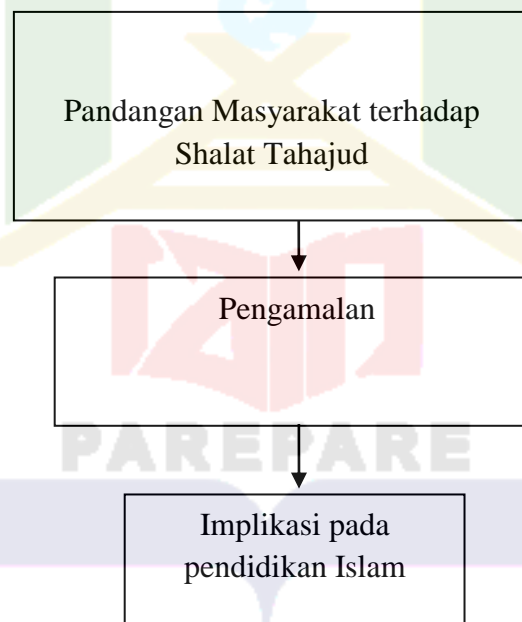 Pandangan Masyarakat terhadap
Shalat Tahajud
Pengamalan
PAREPARE
Implikasi pada
pendidikan Islam